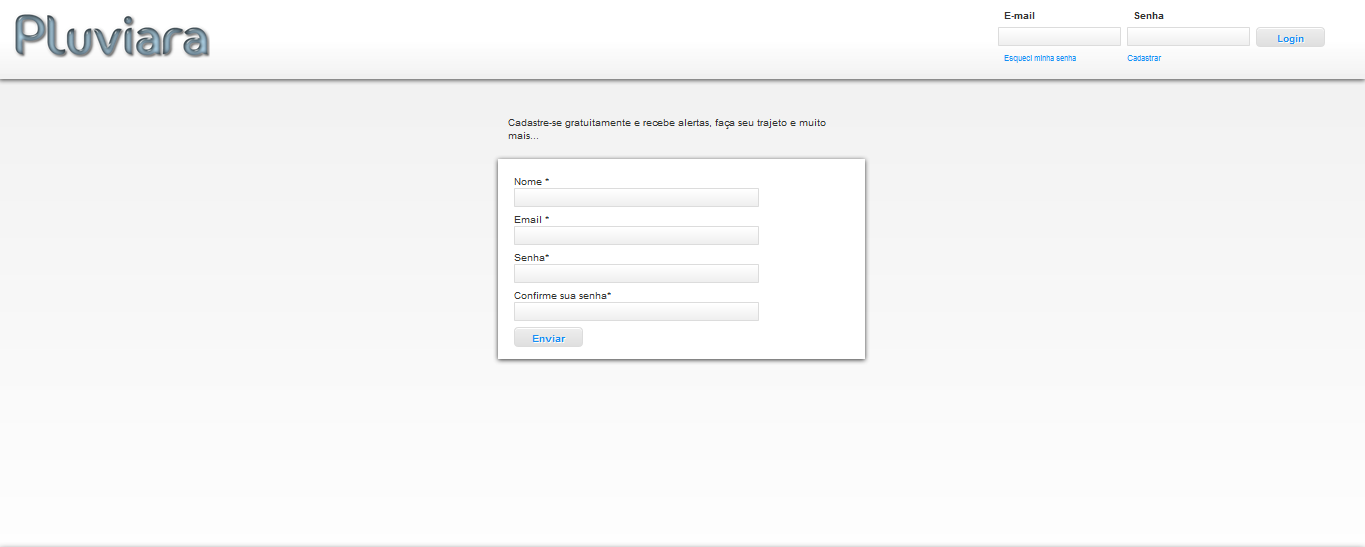 Pluviara
E-mail
Senha
Login
Esqueci minha senha
Cadastrar
Cadastre-se gratuitamente e recebe alertas, faça seu trajeto e muito
mais...
Nome *
Email *
Senha*
Confirme sua senha*
Enviar